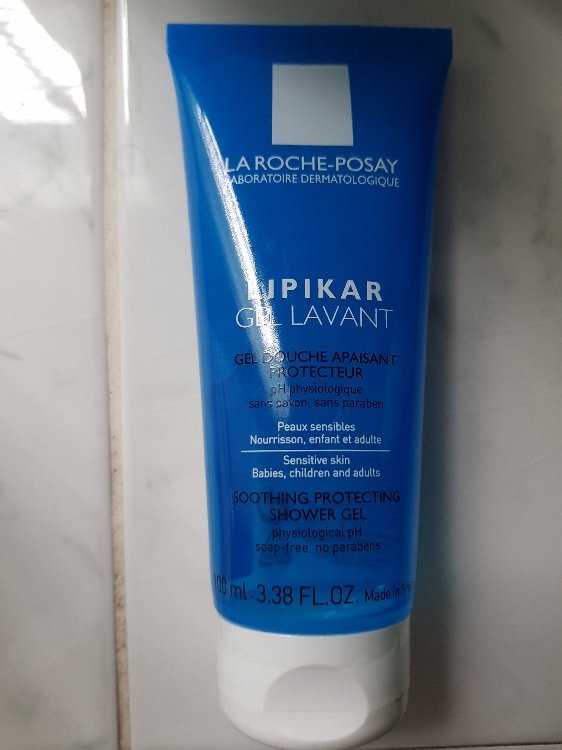 LA ROCHE-POSAY
LABORATOIRE DERMATOLOGIQUE
LIPIKAR
GEL LAVANT
GEL DOUCHE APAISANT
PROTECTEUR
pH physiologique
sans savon, sans paraben
Peaux sensibles
Nourrisson, enfant et adulte
Sensitive skin
Babies, children and adults
SOOTHING PROTECTING
SHOWER GEL
physiological pH
soap-free, no parabens
100 ml - 3.38 FL.OZ. Made in